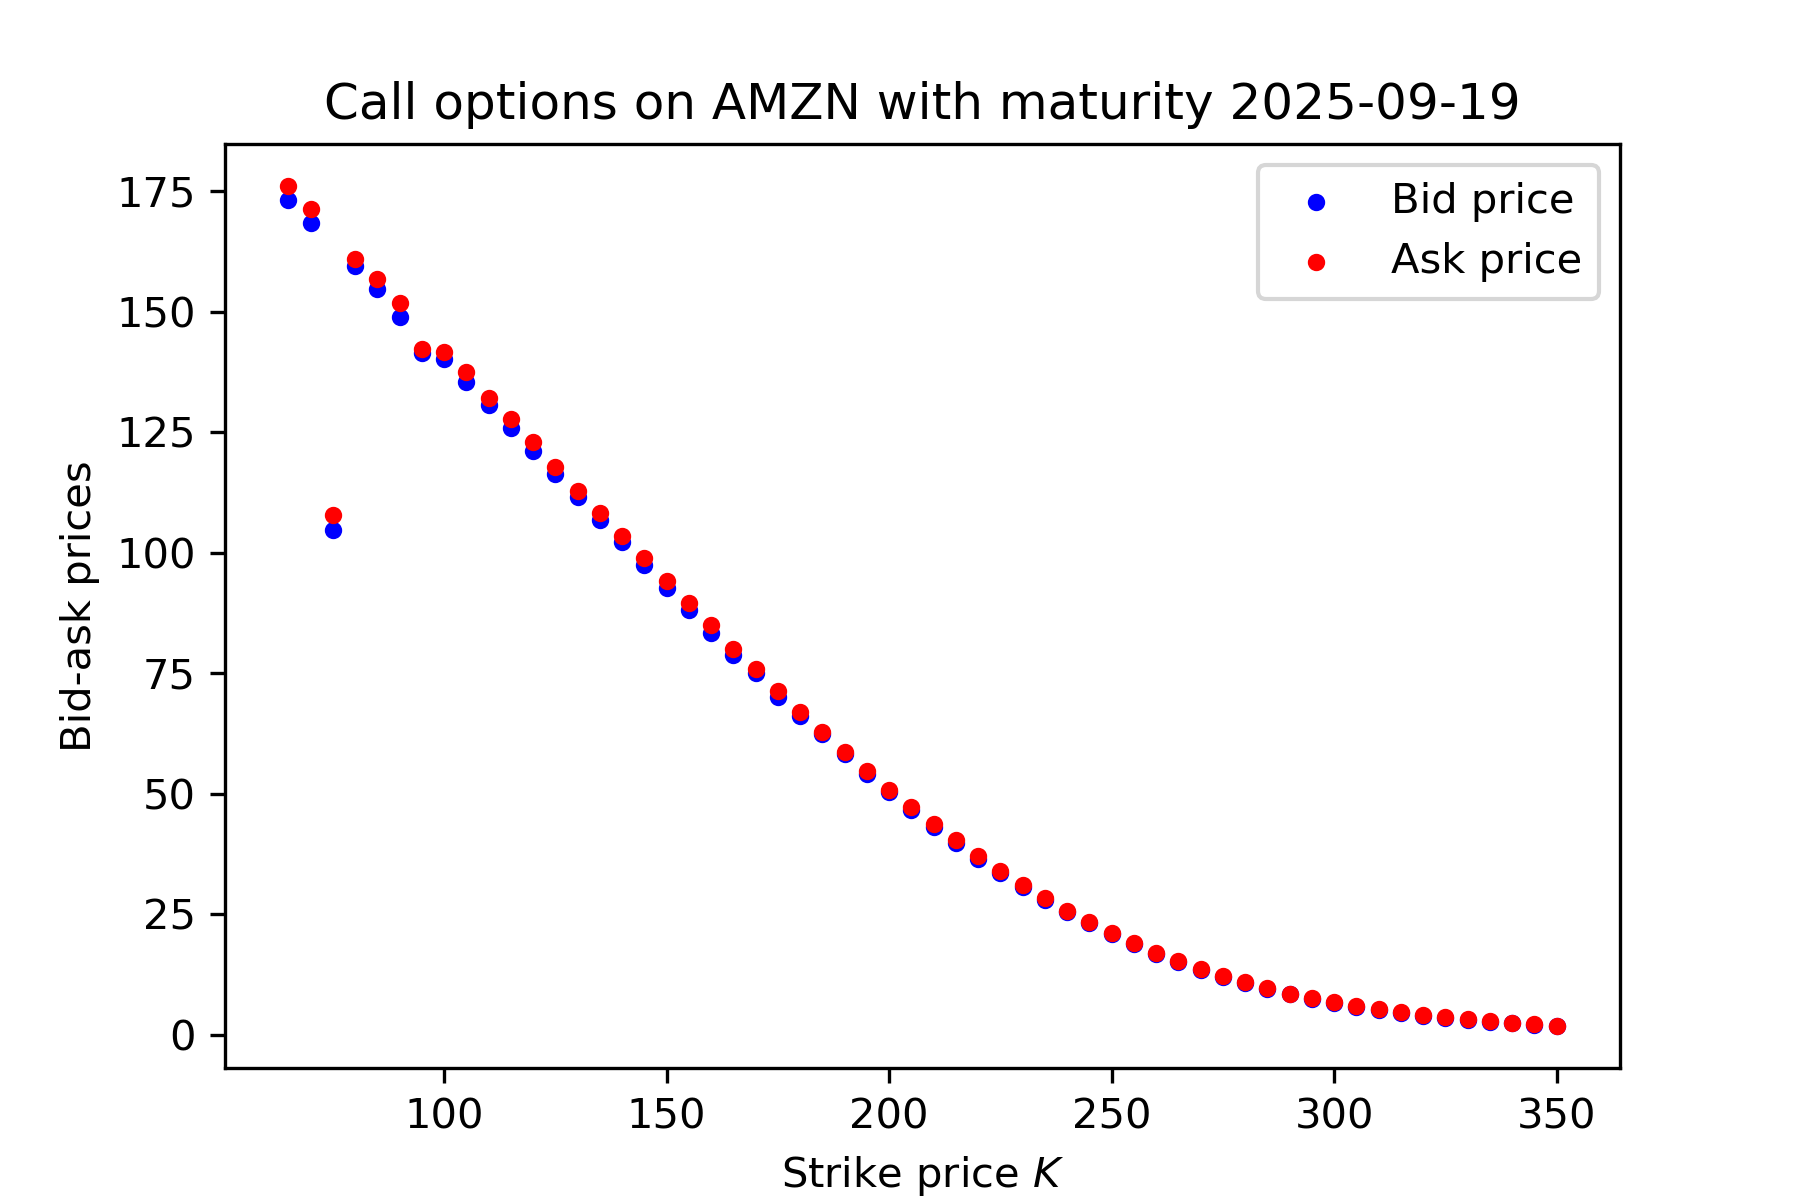 Call options on AMZN with maturity 2025-09-19
Bid price
Ask price
175
150
125
100
75
50
25
0
Bid-ask prices
100 150 200 250 300 350
Strike price K